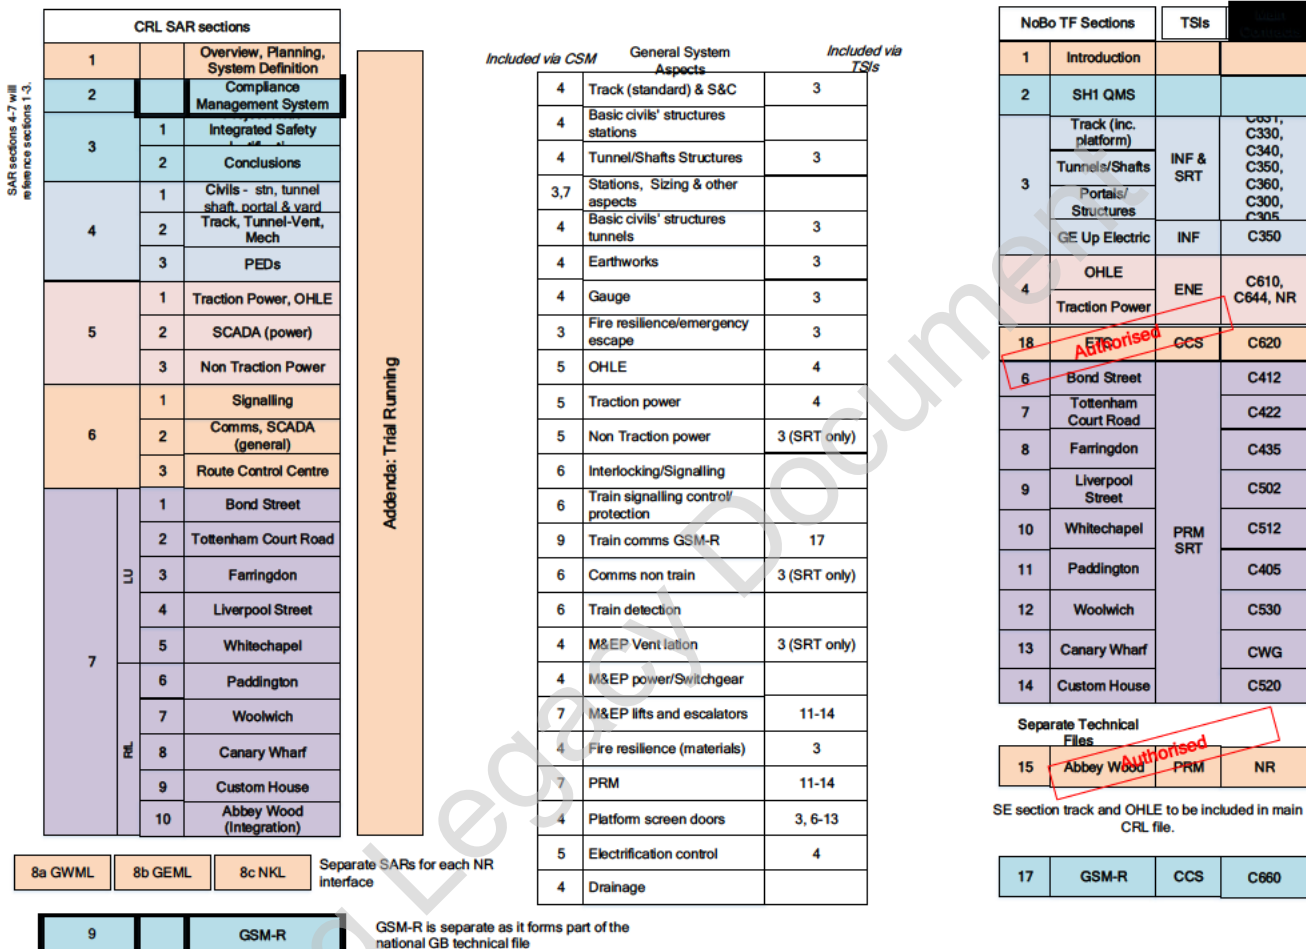 CRL SAR sections
SAR sections 4-7 will
reference sections 1-3.
1
Overview, Planning,
System Definition
2
Compliance
Management System
3
1
Integrated Safety
2
Conclusions
4
1
Civils - stn, tunnel
shaft, portal & yard
2
Track, Tunnel-Vent,
Mech
3
PEDs
5
1
Traction Power, OHLE
2
SCADA (power)
3
Non Traction Power
6
1
Signalling
2
Comms, SCADA
(general)
3
Route Control Centre
7
LU
1
Bond Street
2
Tottenham Court Road
3
Farringdon
4
Liverpool Street
5
Whitechapel
RfL
6
Paddington
7
Woolwich
8
Canary Wharf
9
Custom House
10
Abbey Wood
(Integration)
8a GWML
8b GEML
8c NKL
Separate SARs for each NR
interface
9
GSM-R
GSM-R is separate as it forms part of the
national GB technical file
Addenda: Trial Running
Included via CSM
General System
Aspects
Included via
TSIs
4 Track (standard) & S&C 3
4 Basic civils' structures
stations
4 Tunnel/Shafts Structures 3
3,7 Stations, Sizing & other
aspects
4 Basic civils' structures
tunnels 3
4 Earthworks 3
4 Gauge 3
3 Fire resilience/emergency
escape 3
5 OHLE 4
5 Traction power 4
5 Non Traction power 3 (SRT only)
6 Interlocking/Signalling
6 Train signalling control/
protection
9 Train comms GSM-R 17
6 Comms non train 3 (SRT only)
6 Train detection
4 M&EP Vent lation 3 (SRT only)
4 M&EP power/Switchgear
7 M&EP lifts and escalators 11-14
4 Fire resilience (materials) 3
7 PRM 11-14
4 Platform screen doors 3, 6-13
5 Electrification control 4
4 Drainage
NoBo TF Sections
TSIs
1 Introduction
2 SH1 QMS
3
Track (inc.
platform)
Tunnels/Shafts
Portals/
Structures
INF &
SRT
C631,
C330,
C340,
C350,
C360,
C300,
C305
GE Up Electric INF C350
4
OHLE
Traction Power
ENE
C610,
C644, NR
18 ETC CCS C620
Authorised
6 Bond Street C412
7 Tottenham
Court Road C422
8 Farringdon C435
9 Liverpool
Street C502
10 Whitechapel C512
PRM
SRT
11 Paddington C405
12 Woolwich C530
13 Canary Wharf CWG
14 Custom House C520
Separate Technical
Files
15 Abbey Wood PRM NR
Authorised
SE section track and OHLE to be included in main
CRL file.
17 GSM-R CCS C660
Legacy Document